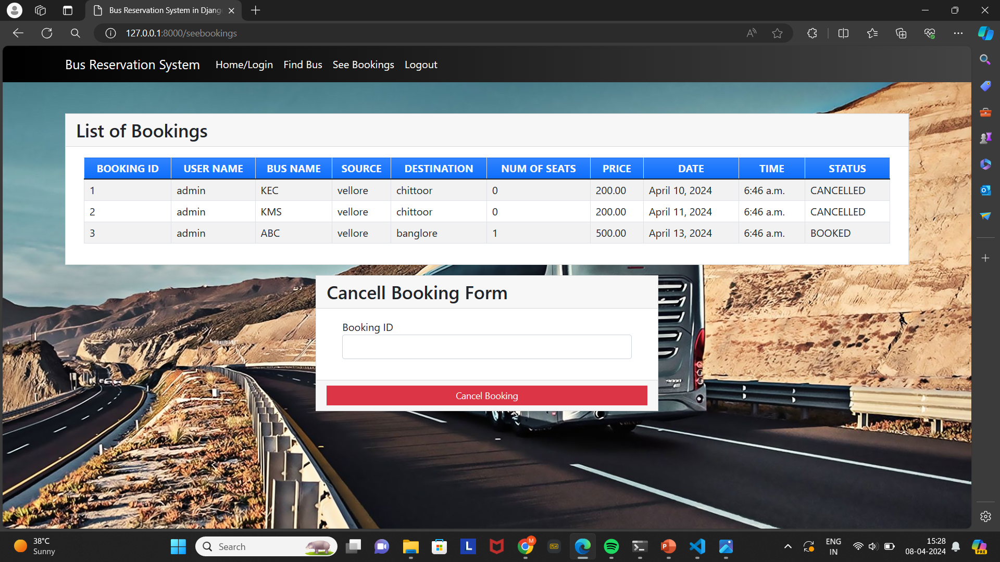 Bus Reservation System in Djang
127.0.0.1:8000/seebookings
Bus Reservation System Home/Login Find Bus See Bookings Logout
List of Bookings
BOOKING ID USER NAME BUS NAME SOURCE DESTINATION NUM OF SEATS PRICE DATE TIME STATUS
1 admin KEC vellore chittoor 0 200.00 April 10, 2024 6:46 a.m. CANCELLED
2 admin KMS vellore chittoor 0 200.00 April 11, 2024 6:46 a.m. CANCELLED
3 admin ABC vellore banglore 1 500.00 April 13, 2024 6:46 a.m. BOOKED
Cancell Booking Form
Booking ID
Cancel Booking
38°C
Sunny
Search
L
M
P
ENG
IN
15:28
08-04-2024
PRE